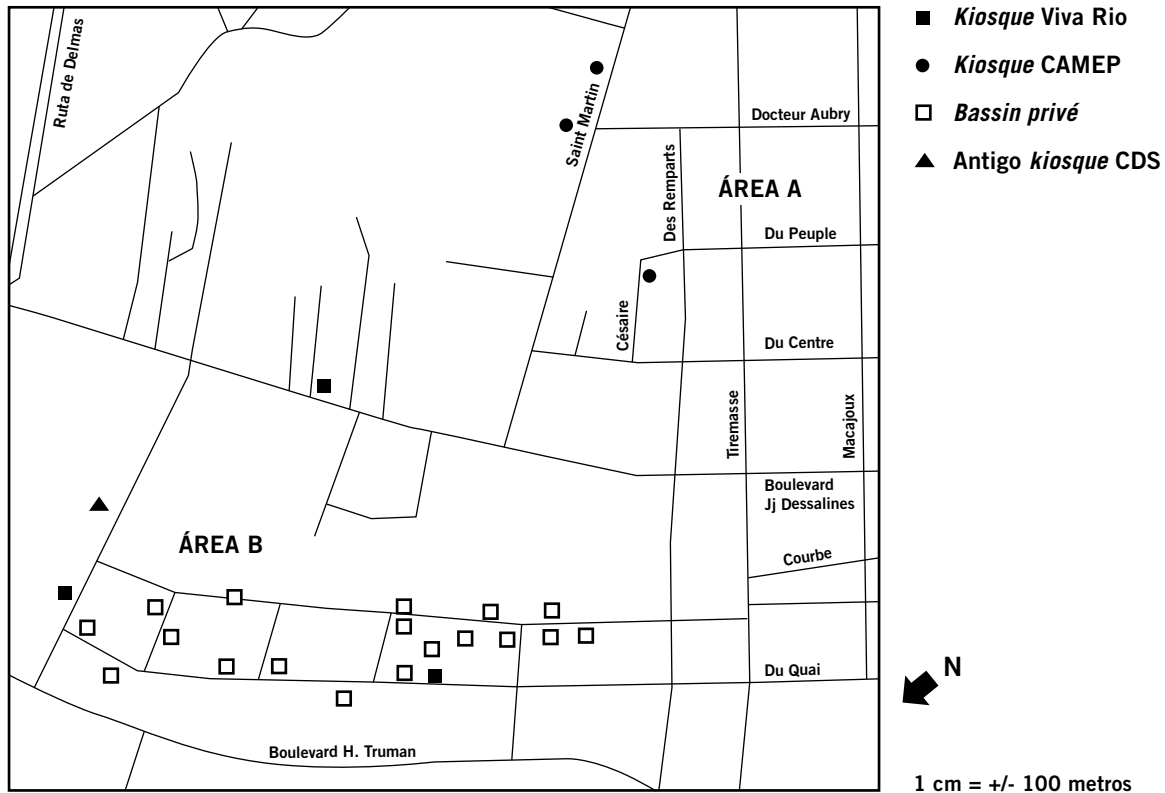 Ruta de Delmas
Saint Martin
Docteur Aubry
Des Remparts
ÁREA A
Du Peuple
Césaire
Du Centre
Tiremasse
Macajoux
Boulevard
Jj Dessalines
ÁREA B
Courbe
Du Quai
Boulevard H. Truman
Kiosque Viva Rio
Kiosque CAMEP
Bassin privé
Antigo kiosque CDS
N
1 cm = +/- 100 metros